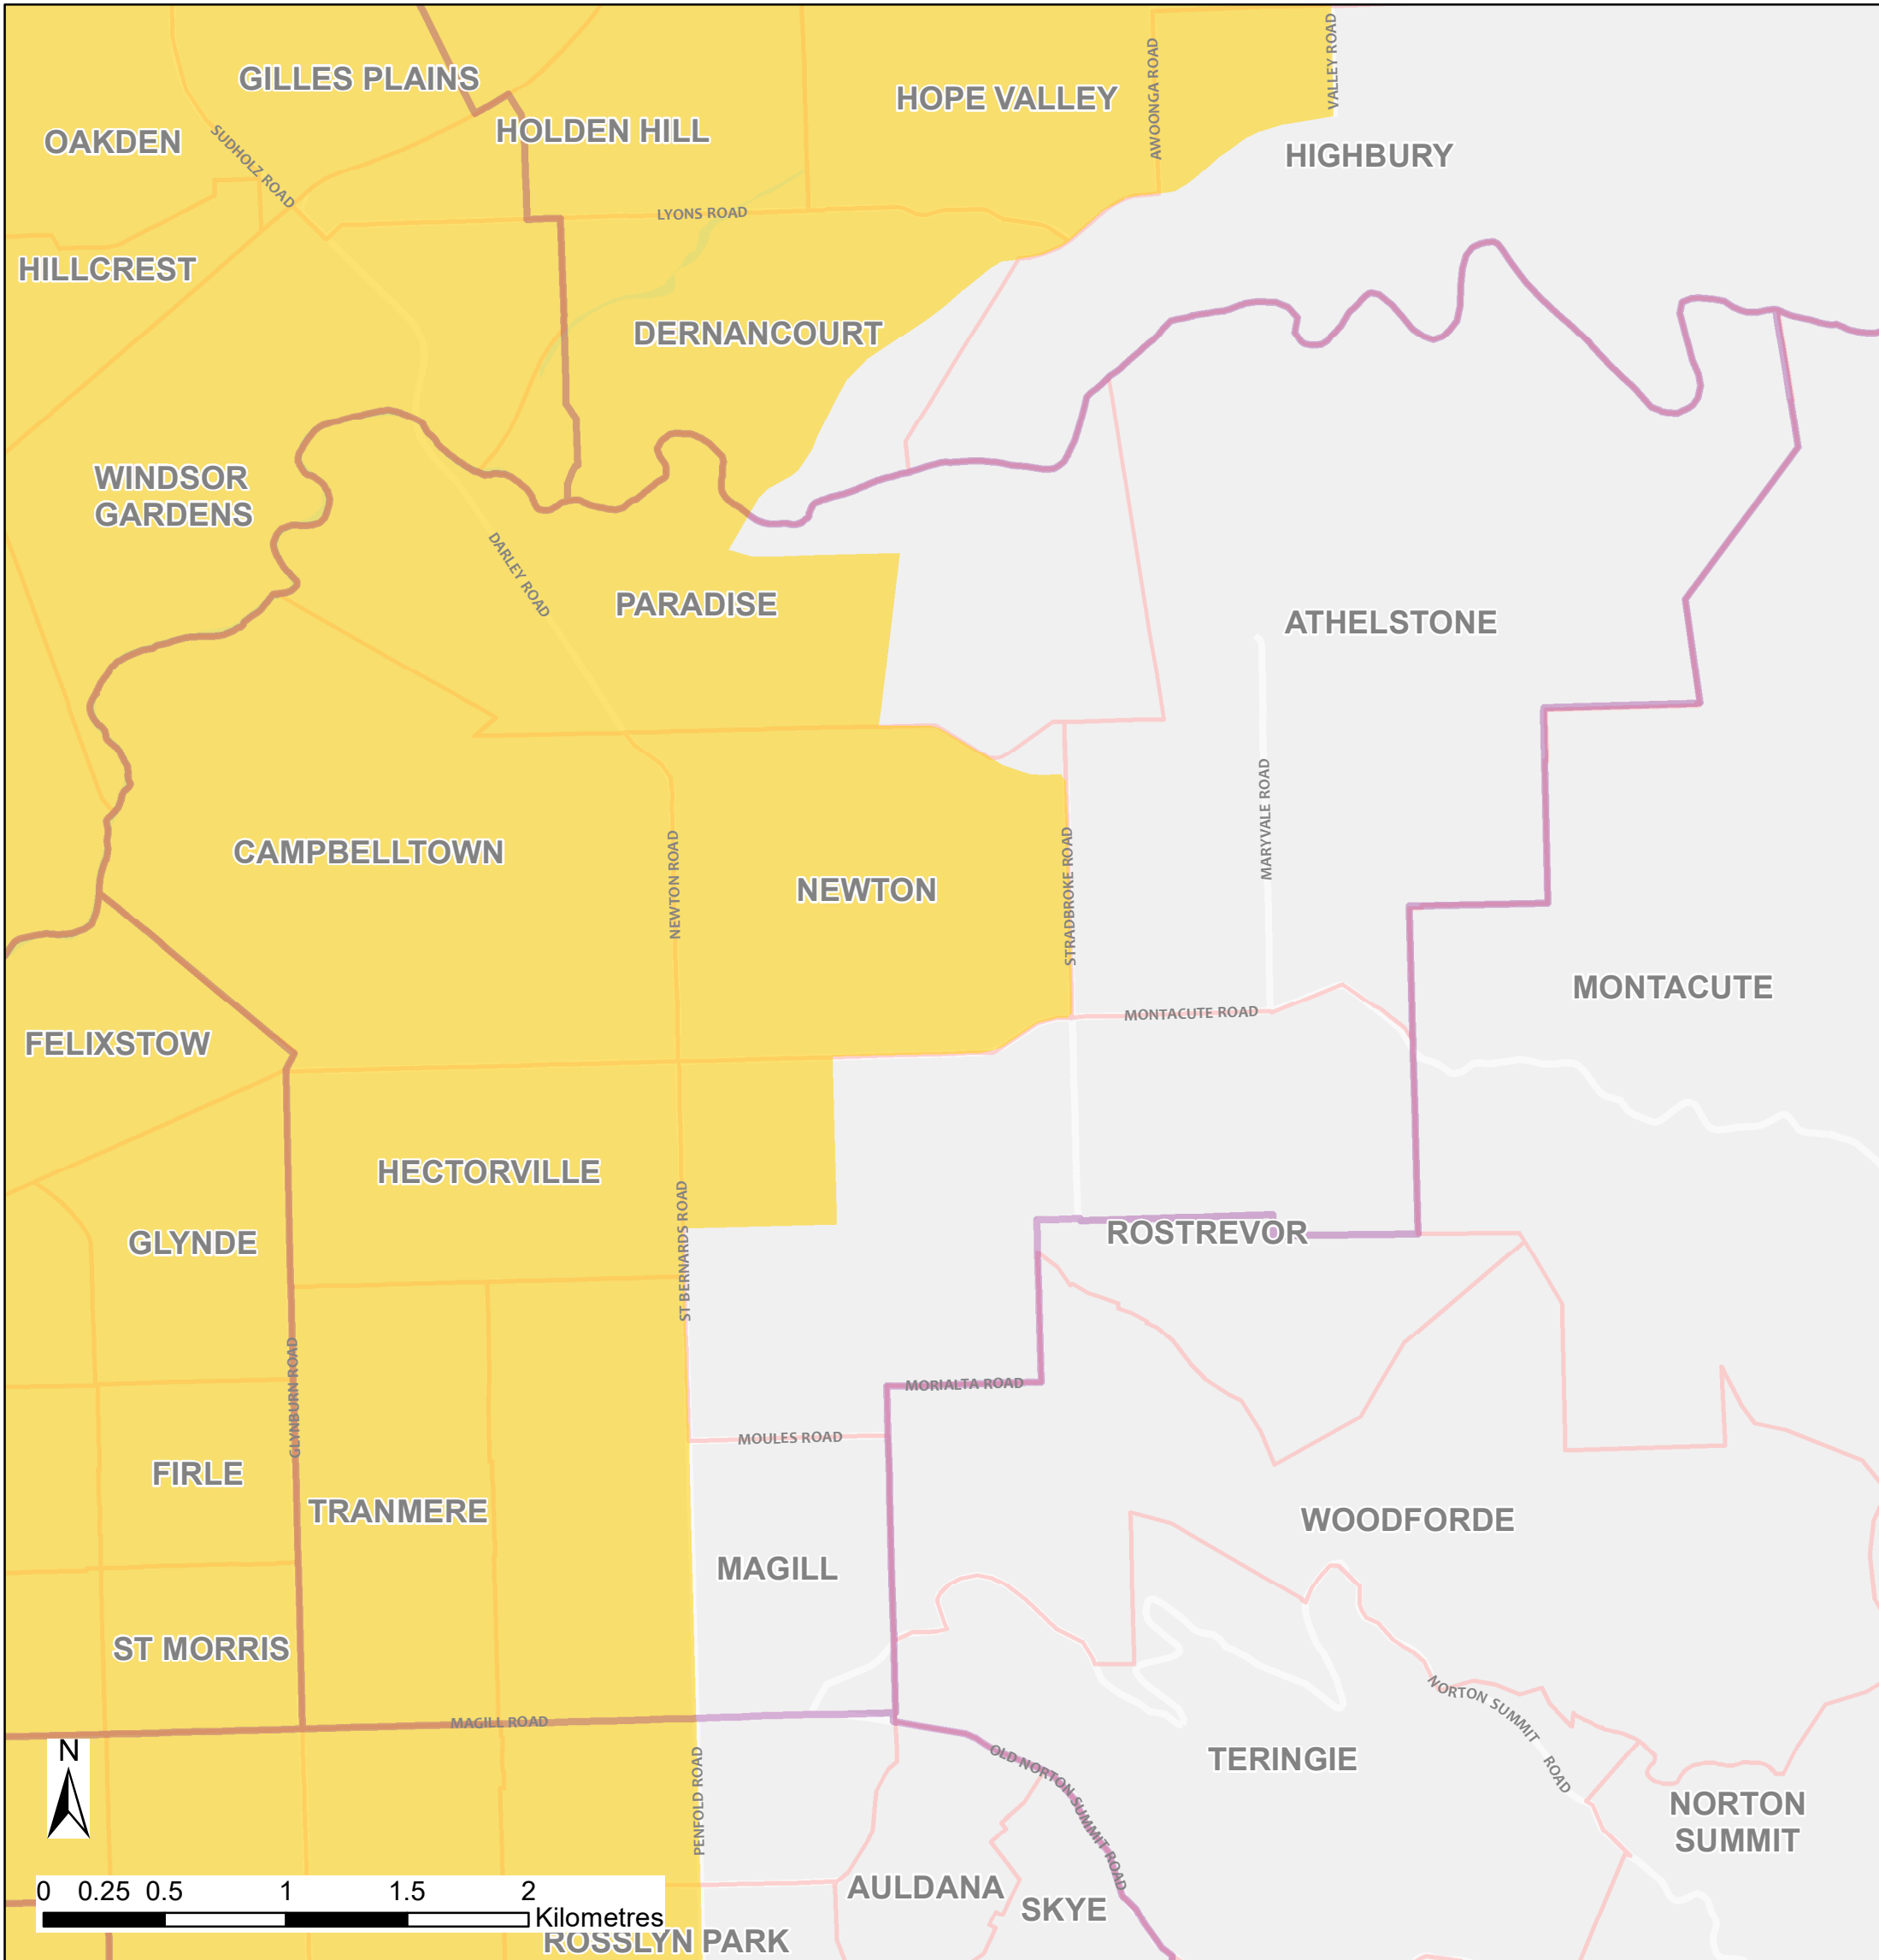 GILLES PLAINS
HOPE VALLEY
AWOONGA ROAD
VALLEY ROAD
OAKDEN
SUDHOLZ ROAD
HOLDEN HILL
HIGHBURY
LYONS ROAD
HILLCREST
DERNANCOURT
WINDSOR
GARDENS
DARLEY ROAD
PARADISE
ATHELSTONE
CAMPBELLTOWN
NEWTON ROAD
NEWTON
STRADBROKE ROAD
MARYVALE ROAD
MONTACUTE
MONTACUTE ROAD
FELIXSTOW
HECTORVILLE
ST BERNARDS ROAD
ROSTREVOR
GLYNDE
GLYNBURN ROAD
MORIALTA ROAD
MOULES ROAD
FIRLE
TRANMERE
WOODFORDE
MAGILL
ST MORRIS
MAGILL ROAD
NORTON SUMMIT ROAD
PENFOLD ROAD
OLD NORTON SUMMIT ROAD
TERINGIE
NORTON
SUMMIT
N
AULDANA
SKYE
0 0.25 0.5 1 1.5 2
Kilometres
ROSSLYN PARK